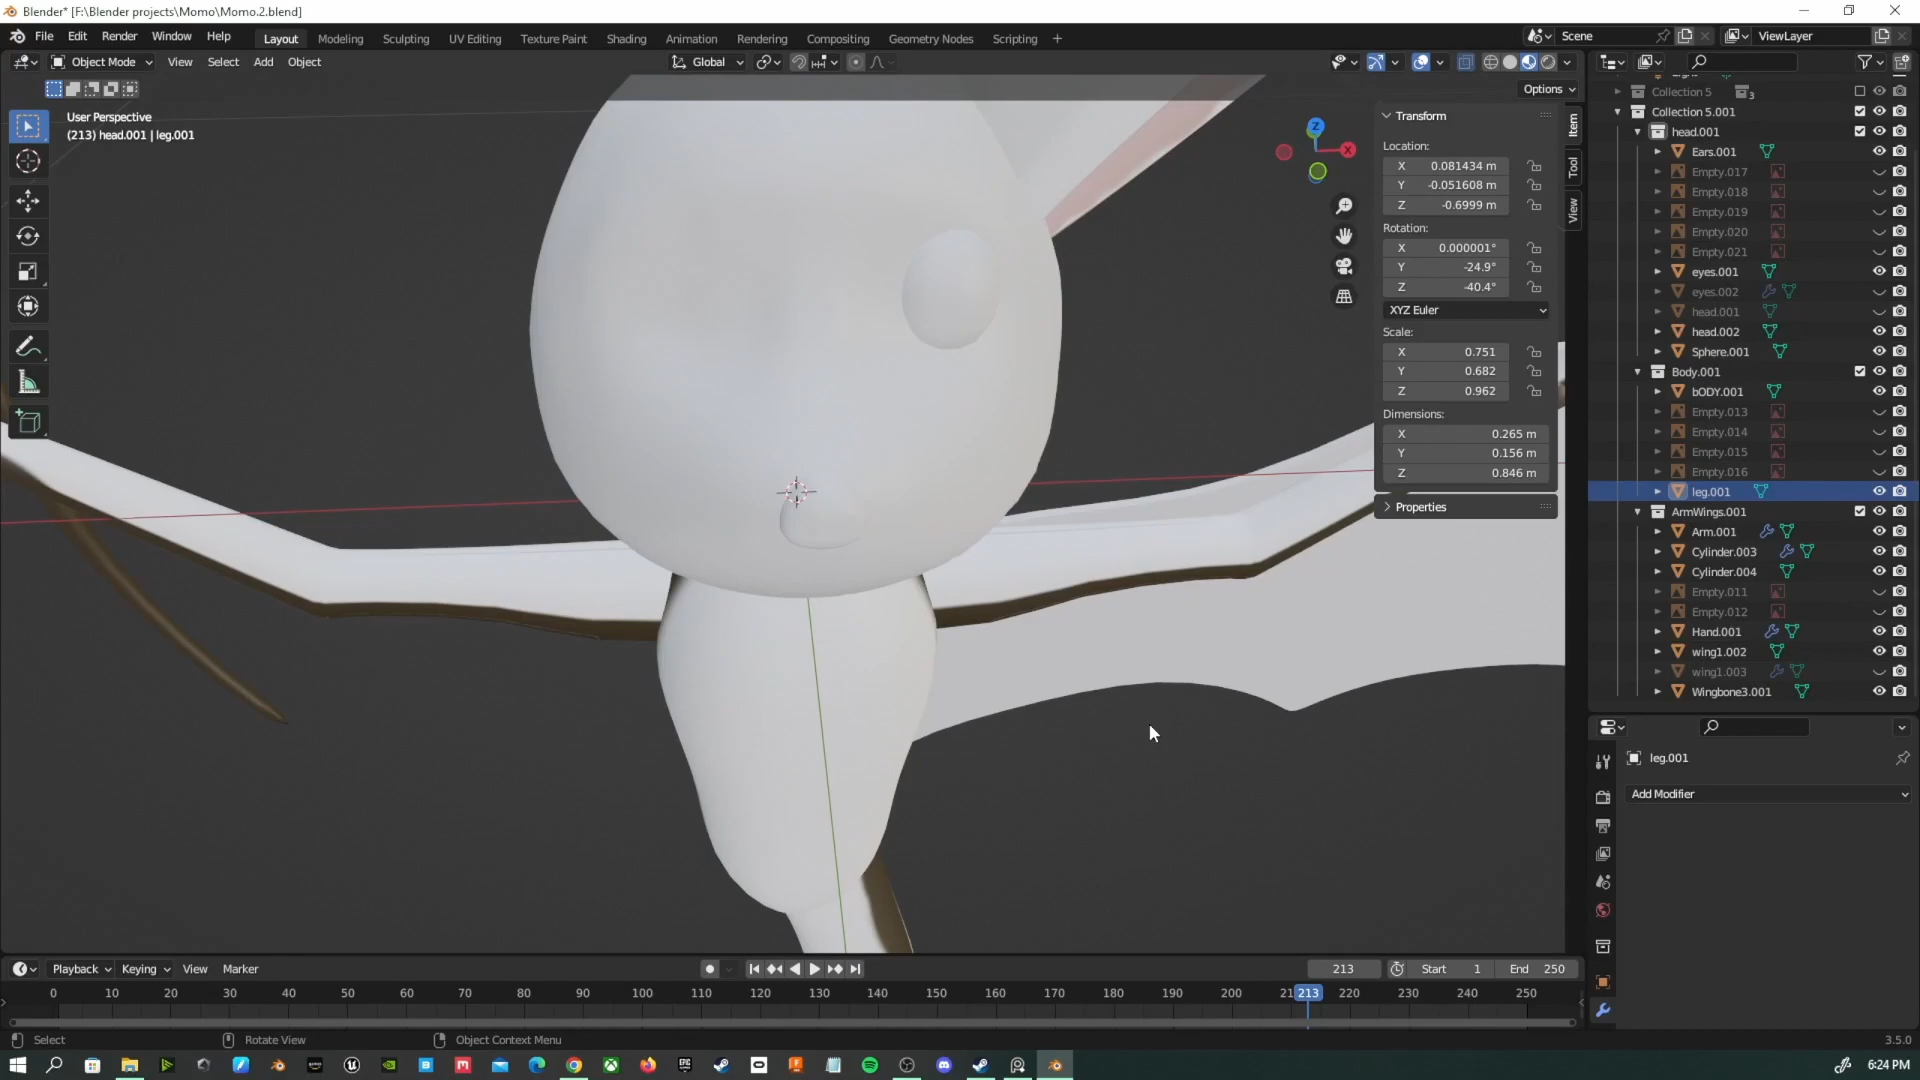 Blender* [F:\Blender projects\Momo\Momo.2.blend]
File Edit Render Window Help Layout Modeling Sculpting UV Editing Texture Paint Shading Animation Rendering Compositing Geometry Nodes Scripting + Scene ViewLayer
Object Mode View Select Add Object Global
Options
User Perspective
(213) head.001 | leg.001
Z
X
Transform
Location:
X 0.081434 m
Y -0.051608 m
Z -0.6999 m
Rotation:
X 0.000001°
Y -24.9°
Z -40.4°
XYZ Euler
Scale:
X 0.751
Y 0.682
Z 0.962
Dimensions:
X 0.265 m
Y 0.156 m
Z 0.846 m
Properties
Item
Tool
View
Collection 5 3
Collection 5.001
head.001
Ears.001
Empty.017
Empty.018
Empty.019
Empty.020
Empty.021
eyes.001
eyes.002
head.001
head.002
Sphere.001
Body.001
bODY.001
Empty.013
Empty.014
Empty.015
Empty.016
leg.001
ArmWings.001
Arm.001
Cylinder.003
Cylinder.004
Empty.011
Empty.012
Hand.001
wing1.002
wing1.003
Wingbone3.001
leg.001
Add Modifier
Playback Keying View Marker 213 Start 1 End 250
0 10 20 30 40 50 60 70 80 90 100 110 120 130 140 150 160 170 180 190 200 21 213 220 230 240 250
Select Rotate View Object Context Menu 3.5.0
6:24 PM